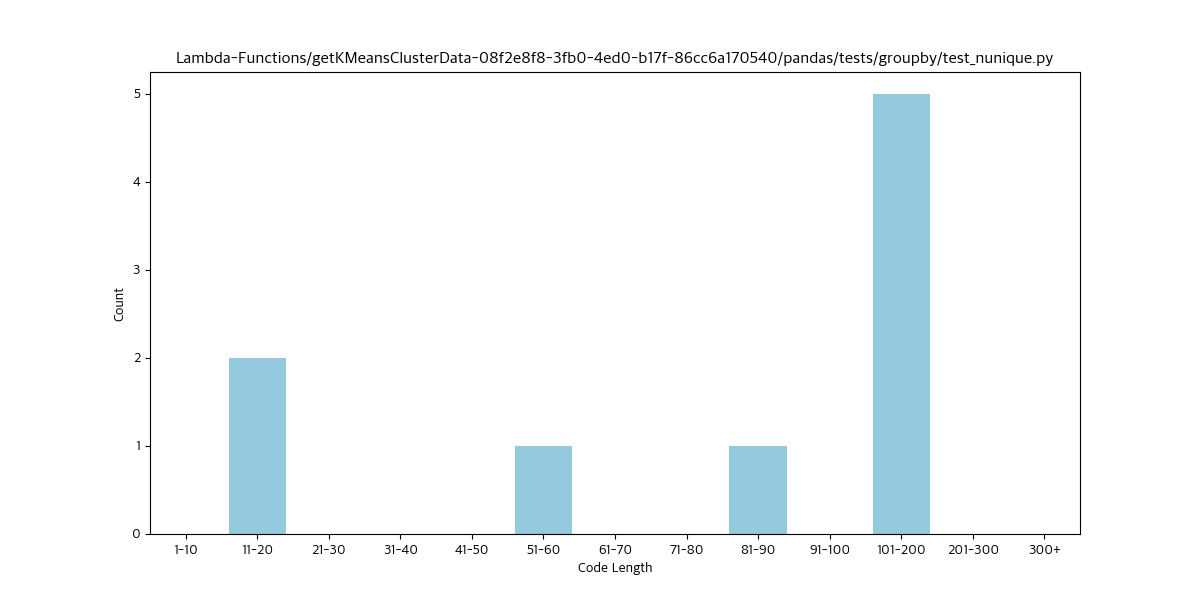 Lambda-Functions/getKMeansClusterData-08f2e8f8-3fb0-4ed0-b17f-86cc6a170540/pandas/tests/groupby/test_nunique.py
5
4
3
2
1
0
Count
1-10 11-20 21-30 31-40 41-50 51-60 61-70 71-80 81-90 91-100 101-200 201-300 300+
Code Length